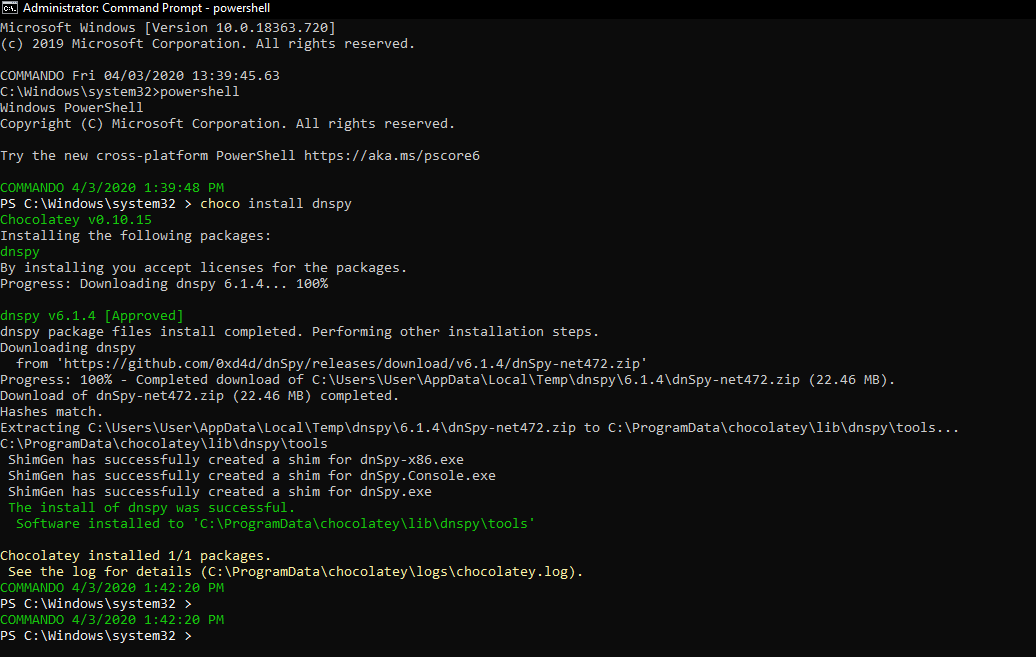 Administrator: Command Prompt - powershell
Microsoft Windows [Version 10.0.18363.720]
(c) 2019 Microsoft Corporation. All rights reserved.
COMMANDO Fri 04/03/2020 13:39:45.63
C:\Windows\system32>powershell
Windows PowerShell
Copyright (C) Microsoft Corporation. All rights reserved.
Try the new cross-platform PowerShell https://aka.ms/pscore6
COMMANDO 4/3/2020 1:39:48 PM
PS C:\Windows\system32 > choco install dnspy
Chocolatey v0.10.15
Installing the following packages:
dnspy
By installing you accept licenses for the packages.
Progress: Downloading dnspy 6.1.4... 100%
dnspy v6.1.4 [Approved]
dnspy package files install completed. Performing other installation steps.
Downloading dnspy
  from 'https://github.com/0xd4d/dnSpy/releases/download/v6.1.4/dnSpy-net472.zip'
Progress: 100% - Completed download of C:\Users\User\AppData\Local\Temp\dnspy\6.1.4\dnSpy-net472.zip (22.46 MB).
Download of dnSpy-net472.zip (22.46 MB) completed.
Hashes match.
Extracting C:\Users\User\AppData\Local\Temp\dnspy\6.1.4\dnSpy-net472.zip to C:\ProgramData\chocolatey\lib\dnspy\tools...
C:\ProgramData\chocolatey\lib\dnspy\tools
 ShimGen has successfully created a shim for dnSpy-x86.exe
 ShimGen has successfully created a shim for dnSpy.Console.exe
 ShimGen has successfully created a shim for dnSpy.exe
 The install of dnspy was successful.
  Software installed to 'C:\ProgramData\chocolatey\lib\dnspy\tools'
Chocolatey installed 1/1 packages.
 See the log for details (C:\ProgramData\chocolatey\logs\chocolatey.log).
COMMANDO 4/3/2020 1:42:20 PM
PS C:\Windows\system32 >
COMMANDO 4/3/2020 1:42:20 PM
PS C:\Windows\system32 >